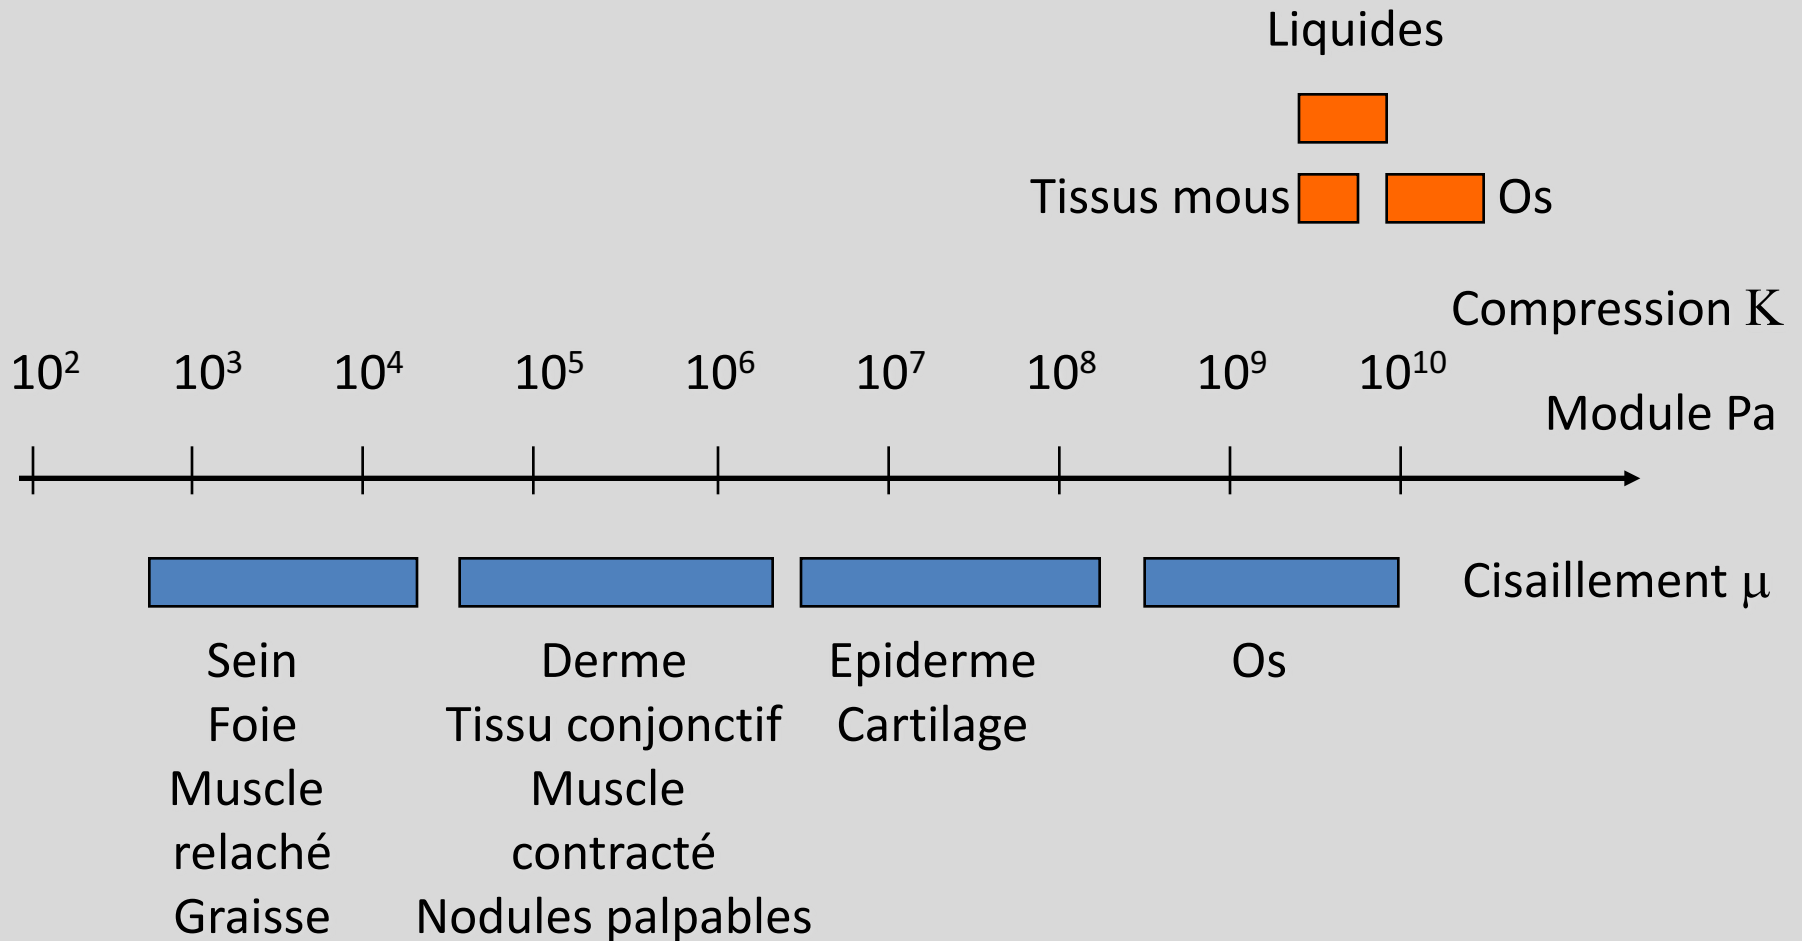 Liquides
Tissus mous Os
Compression K
10² 10³ 10⁴ 10⁵ 10⁶ 10⁷ 10⁸ 10⁹ 10¹⁰
Module Pa
Cisaillement μ
Sein Derme Epiderme Os
Foie Tissu conjonctif Cartilage
Muscle Muscle
relaché contracté
Graisse Nodules palpables